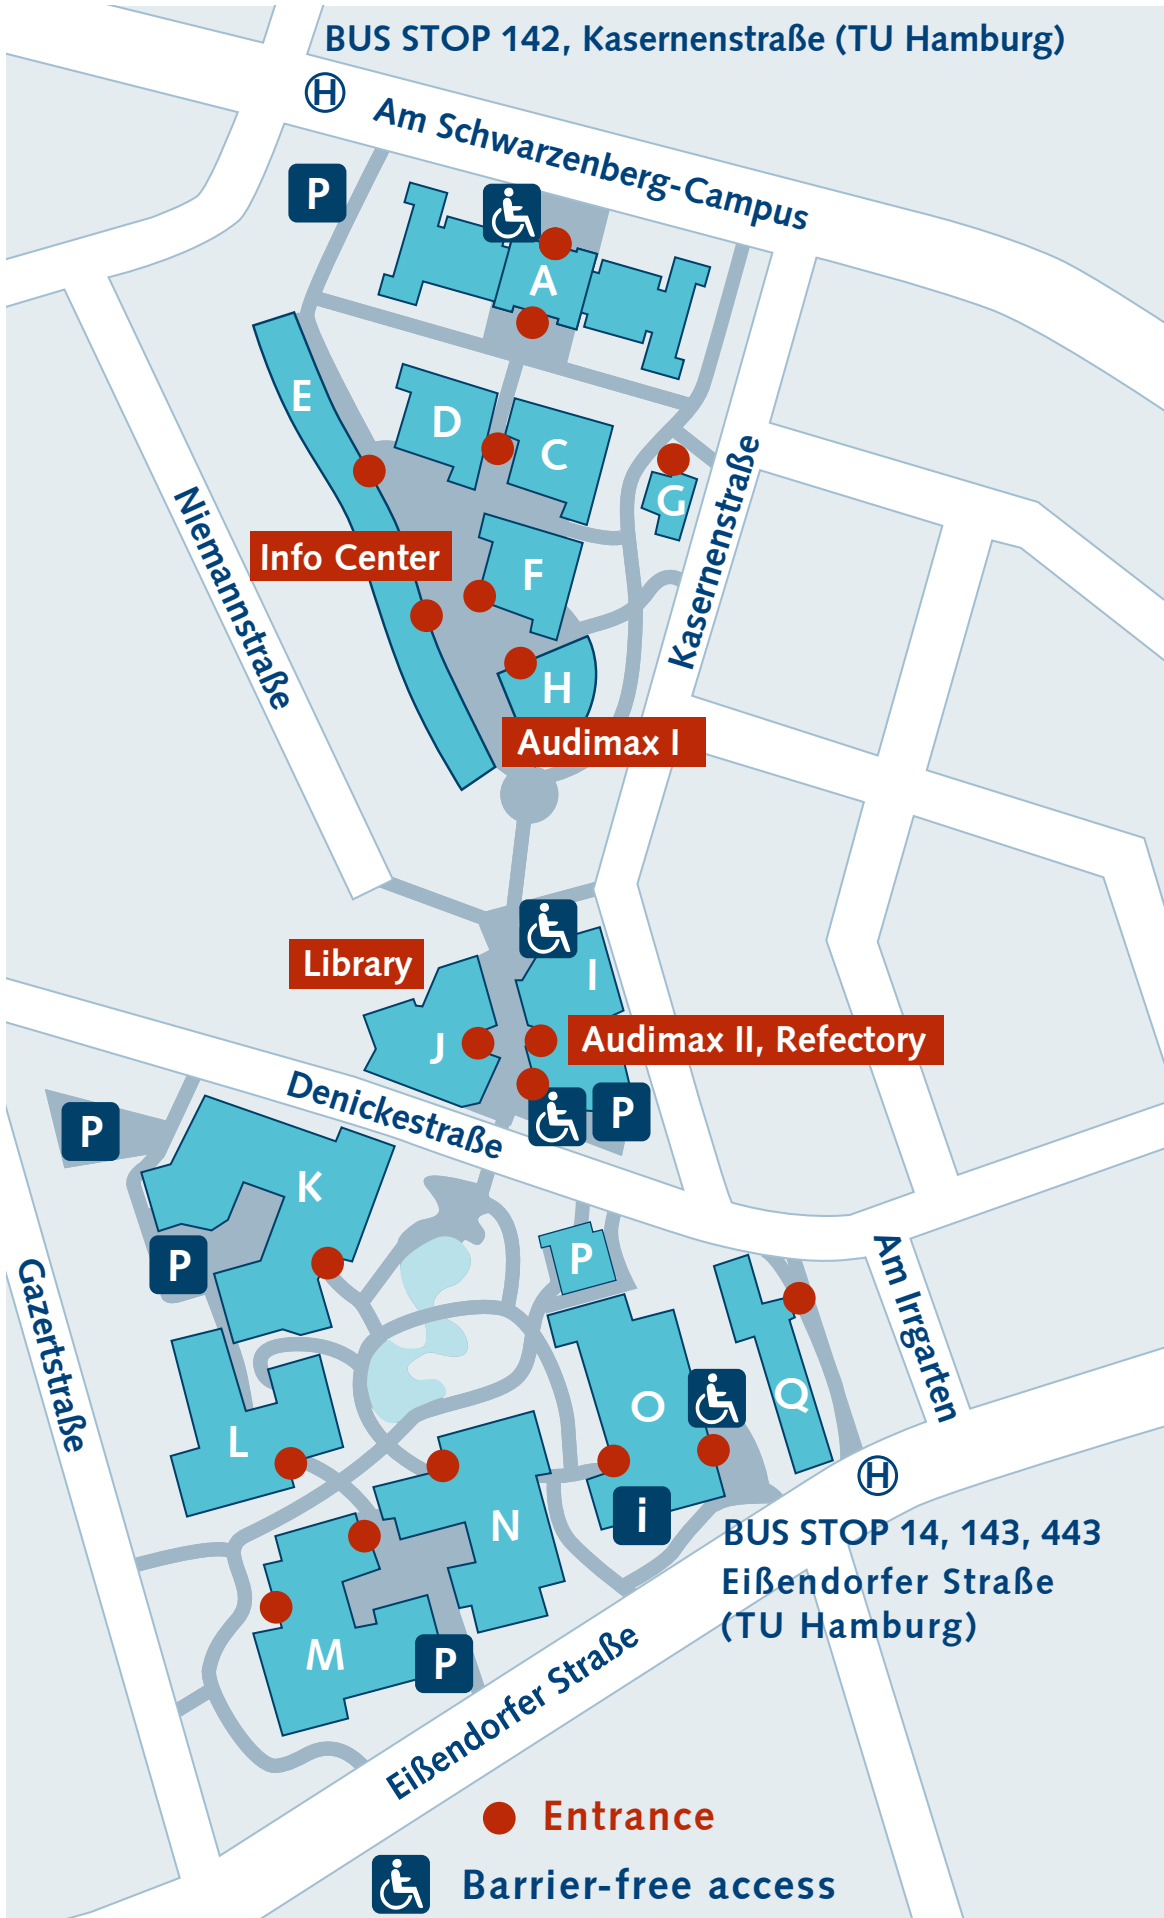 BUS STOP 142, Kasernenstraße (TU Hamburg)
H
Am Schwarzenberg-Campus
P
A
E
D
C
G
Kasernenstraße
Niemannstraße
Info Center
F
H
Audimax I
Library
I
J
Audimax II, Refectory
Denickestraße
P
P
K
P
P
Am Irrgarten
Gazertstraße
O
Q
L
H
i
N
BUS STOP 14, 143, 443
Eißendorfer Straße
(TU Hamburg)
M
P
Eißendorfer Straße
Entrance
Barrier-free access